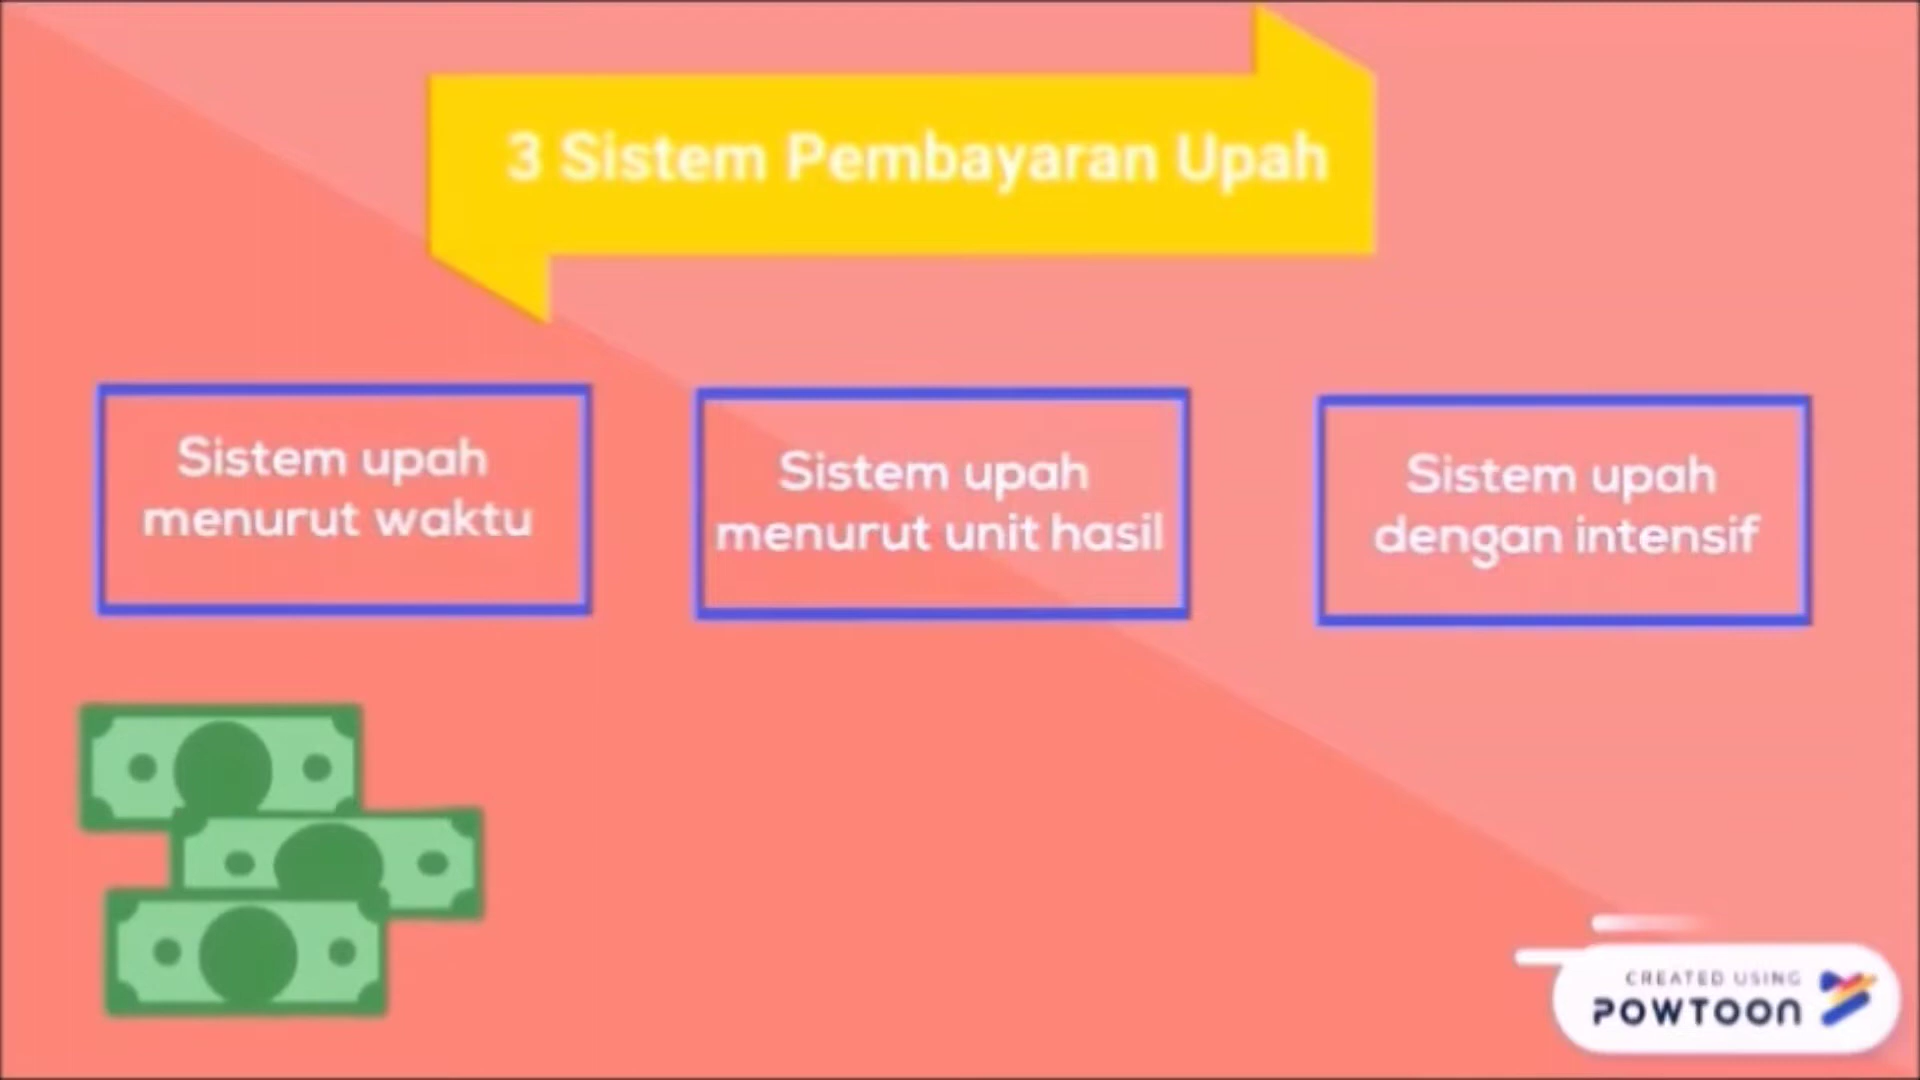 3 Sistem Pembayaran Upah
Sistem upah
menurut waktu
Sistem upah
menurut unit hasil
Sistem upah
dengan intensif
CREATED USING
POWTOON